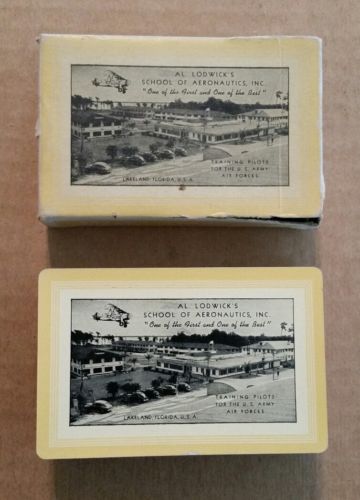 AL LODWICK'S
SCHOOL OF AERONAUTICS, INC.
"One of the First and One of the Best"
TRAINING PILOTS
FOR THE U.S. ARMY
AIR FORCES
LAKELAND, FLORIDA, U.S.A.
AL LODWICK'S
SCHOOL OF AERONAUTICS, INC.
"One of the First and One of the Best"
TRAINING PILOTS
FOR THE U.S. ARMY
AIR FORCES
LAKELAND, FLORIDA, U.S.A.